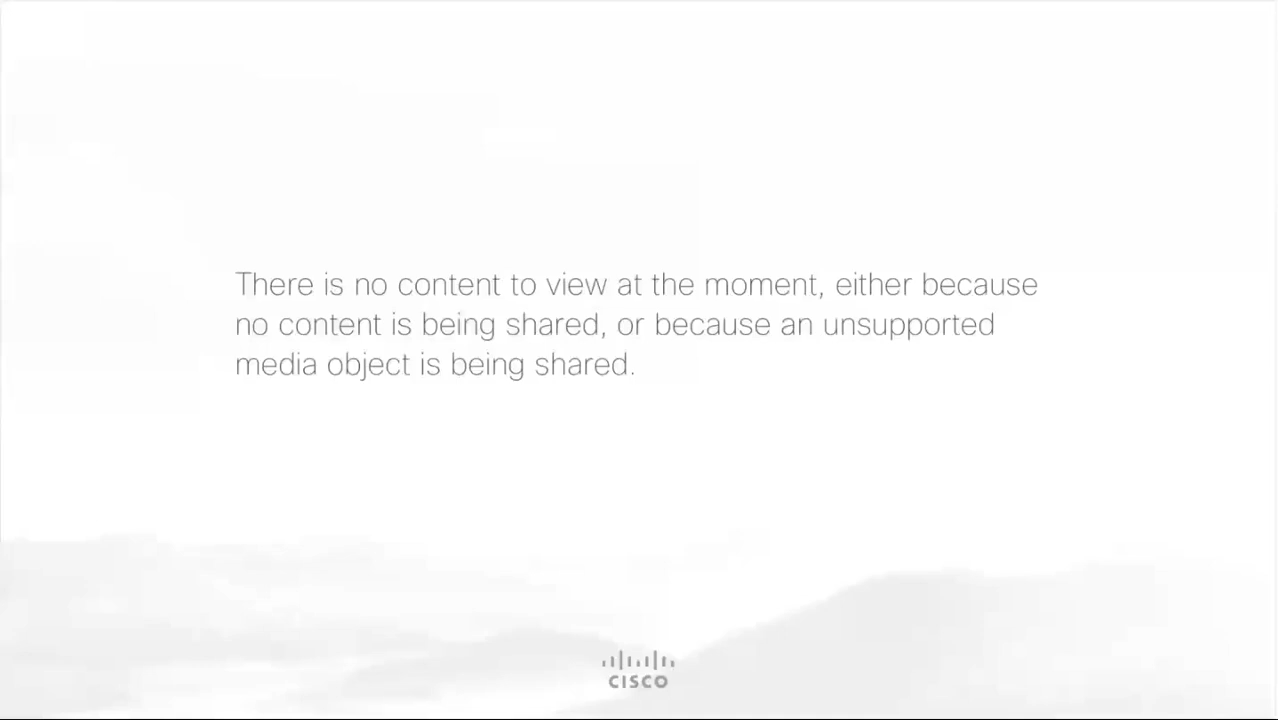 There is no content to view at the moment, either because
no content is being shared, or because an unsupported
media object is being shared.
CISCO